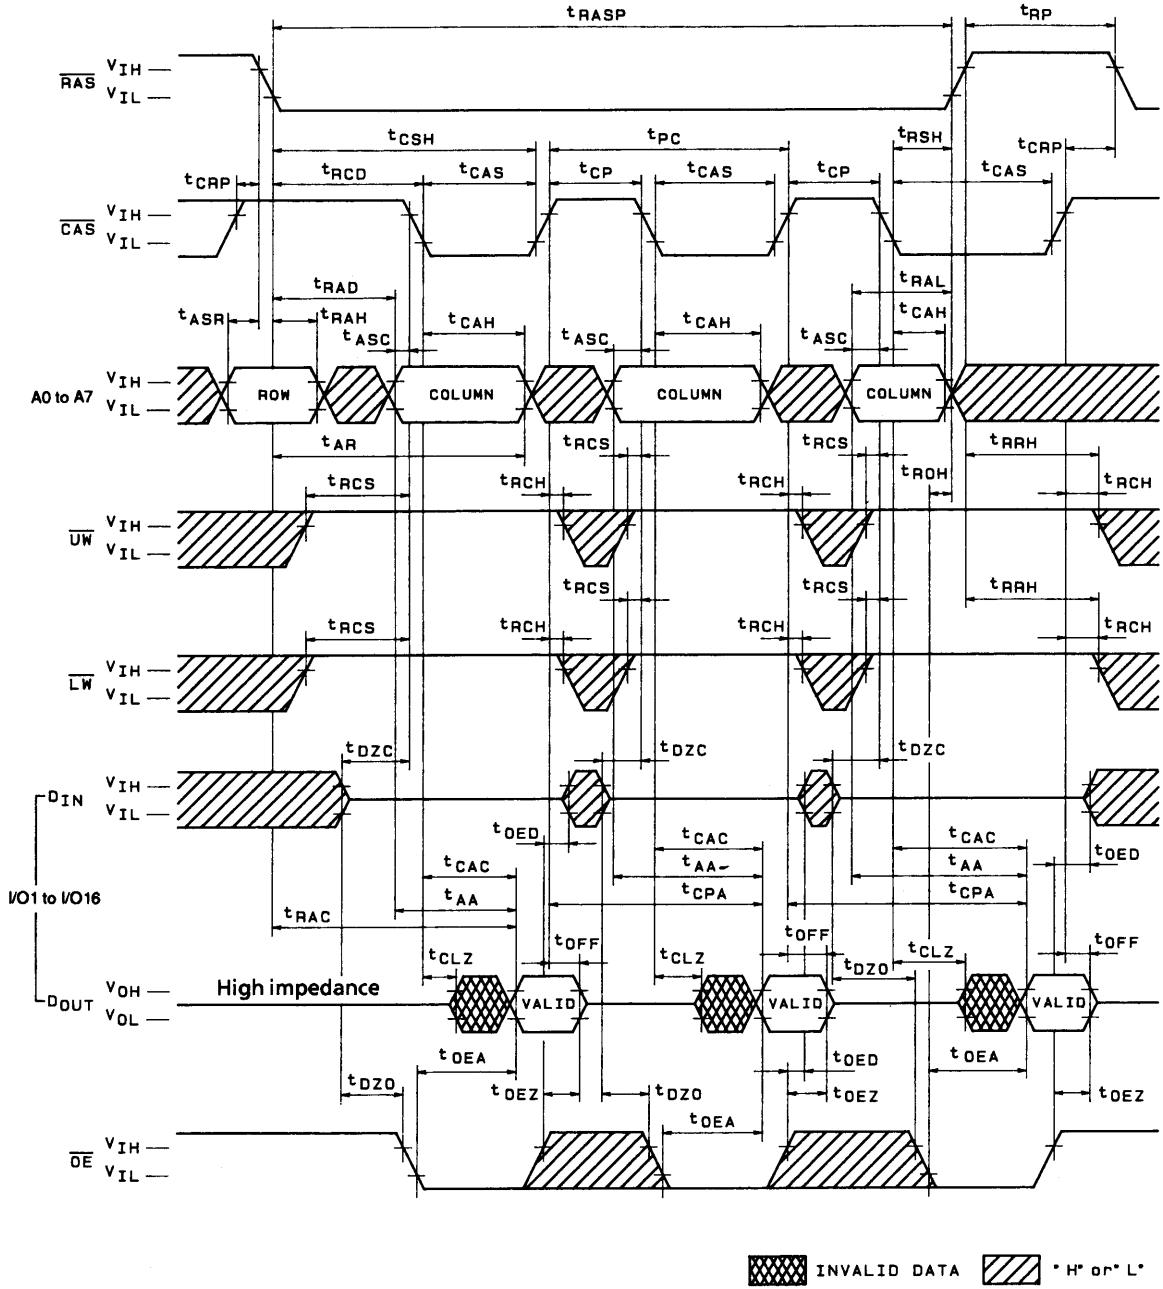 tRASP tRP
RAS VIH
VIL
tCSH tPC tRSH tCRP
tCRP tRCD tCAS tCP tCAS tCP tCAS
CAS VIH
VIL
tRAD tRAL
tASR tRAH tASC tCAH tASC tCAH tASC tCAH
A0 to A7 VIH
VIL
ROW COLUMN COLUMN COLUMN
tAR tRCS tRCS tRRH
tRCS tRCH tRCH tROH tRCH
UW VIH
VIL
tRCS tRCS tRRH
tRCS tRCH tRCH tRCH
LW VIH
VIL
tDZC tDZC tDZC
DIN VIH
VIL
tOED tCAC tCAC tOED
tCAC tAA tAA
tAA tCPA tCPA
I/O1 to I/O16
tRAC tOFF tOFF tOFF
tCLZ tCLZ tDZO tCLZ
High impedance
DOUT VOH
VOL
VALID VALID VALID
tOEA tOED tOEA
tDZO tOEZ tDZO tOEZ tOEZ
tOEA
OE VIH
VIL
INVALID DATA "H" or "L"